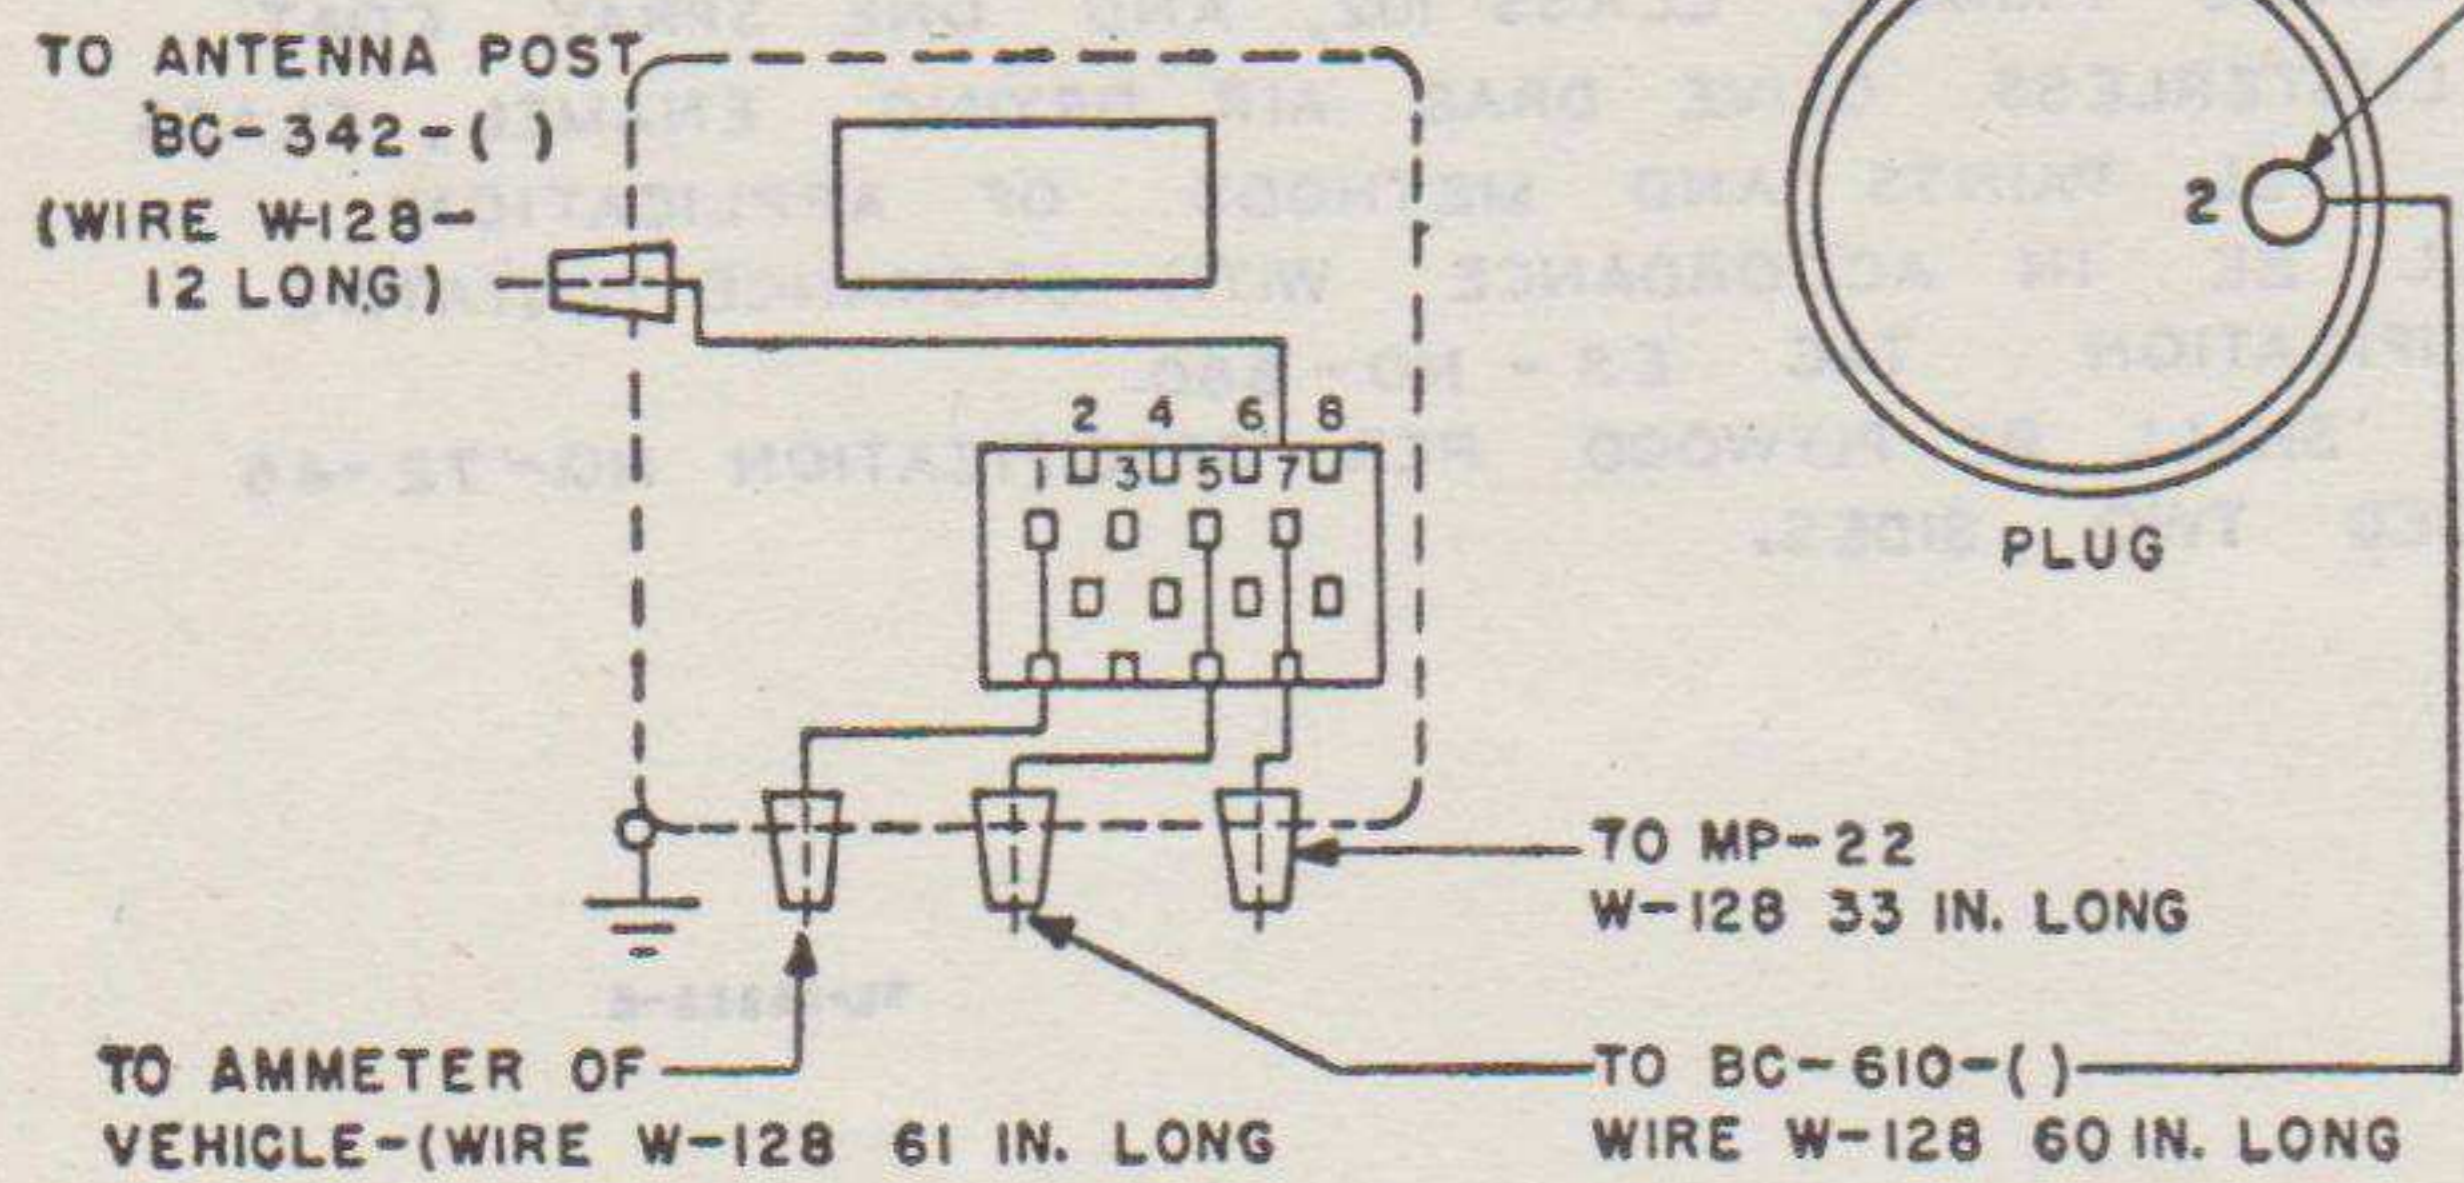 TO ANTENNA POST
BC-342-( )
(WIRE W-128-
12 LONG)
2
2 4 6 8
1 3 5 7
PLUG
TO MP-22
W-128 33 IN. LONG
TO AMMETER OF
VEHICLE-(WIRE W-128 61 IN. LONG
TO BC-610-( )
WIRE W-128 60 IN. LONG